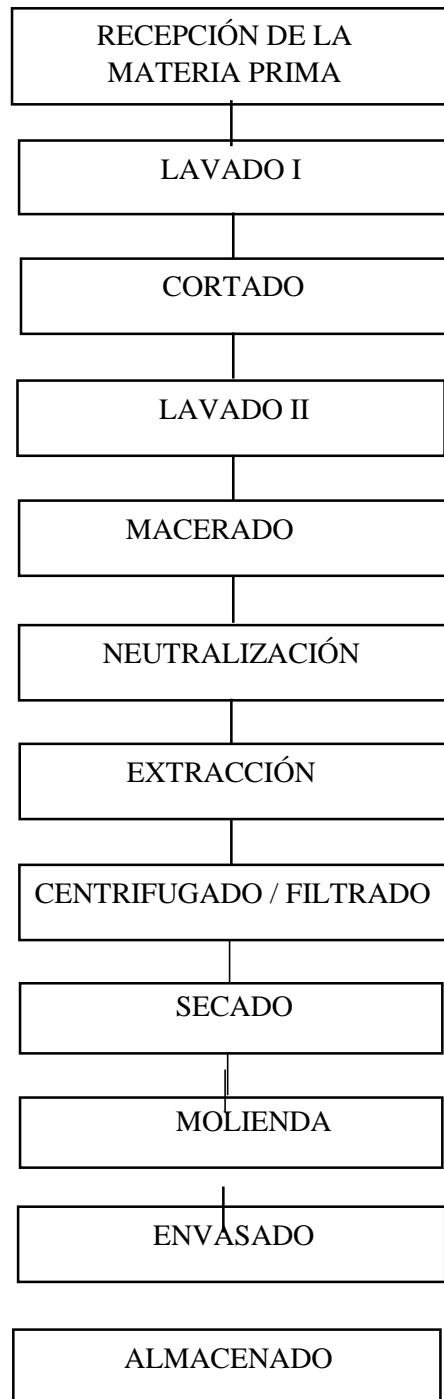 RECEPCIÓN DE LA
MATERIA PRIMA
LAVADO I
CORTADO
LAVADO II
MACERADO
NEUTRALIZACIÓN
EXTRACCIÓN
CENTRIFUGADO / FILTRADO
SECADO
MOLIENDA
ENVASADO
ALMACENADO